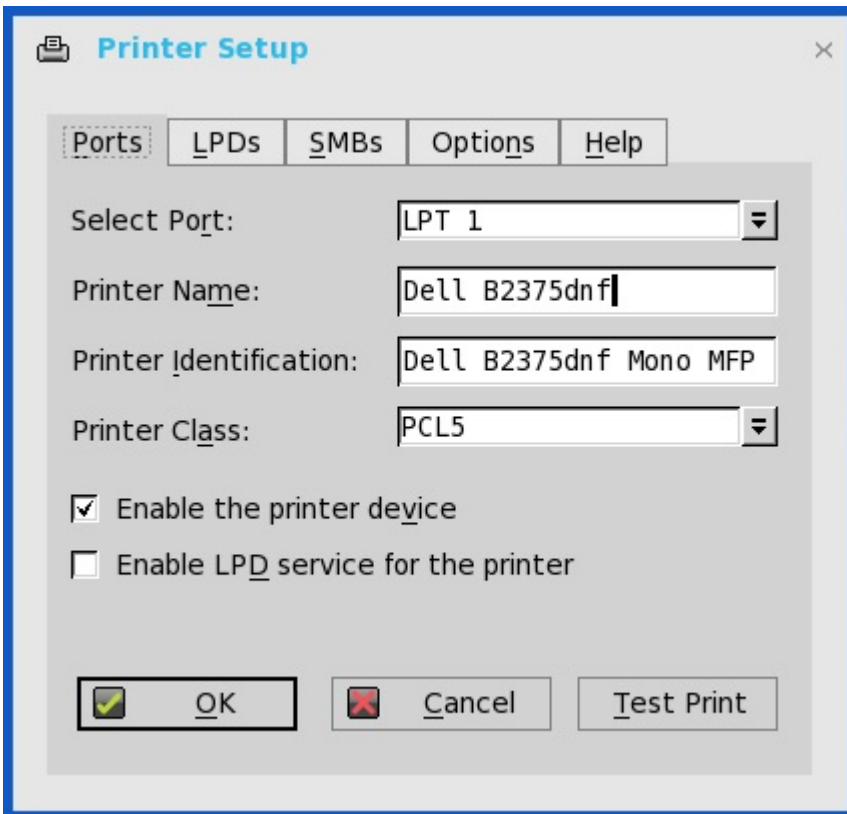 Printer Setup
Ports LPDs SMBs Options Help
Select Port: LPT 1
Printer Name: Dell B2375dnf
Printer Identification: Dell B2375dnf Mono MFP
Printer Class: PCL5
Enable the printer device
Enable LPD service for the printer
OK Cancel Test Print